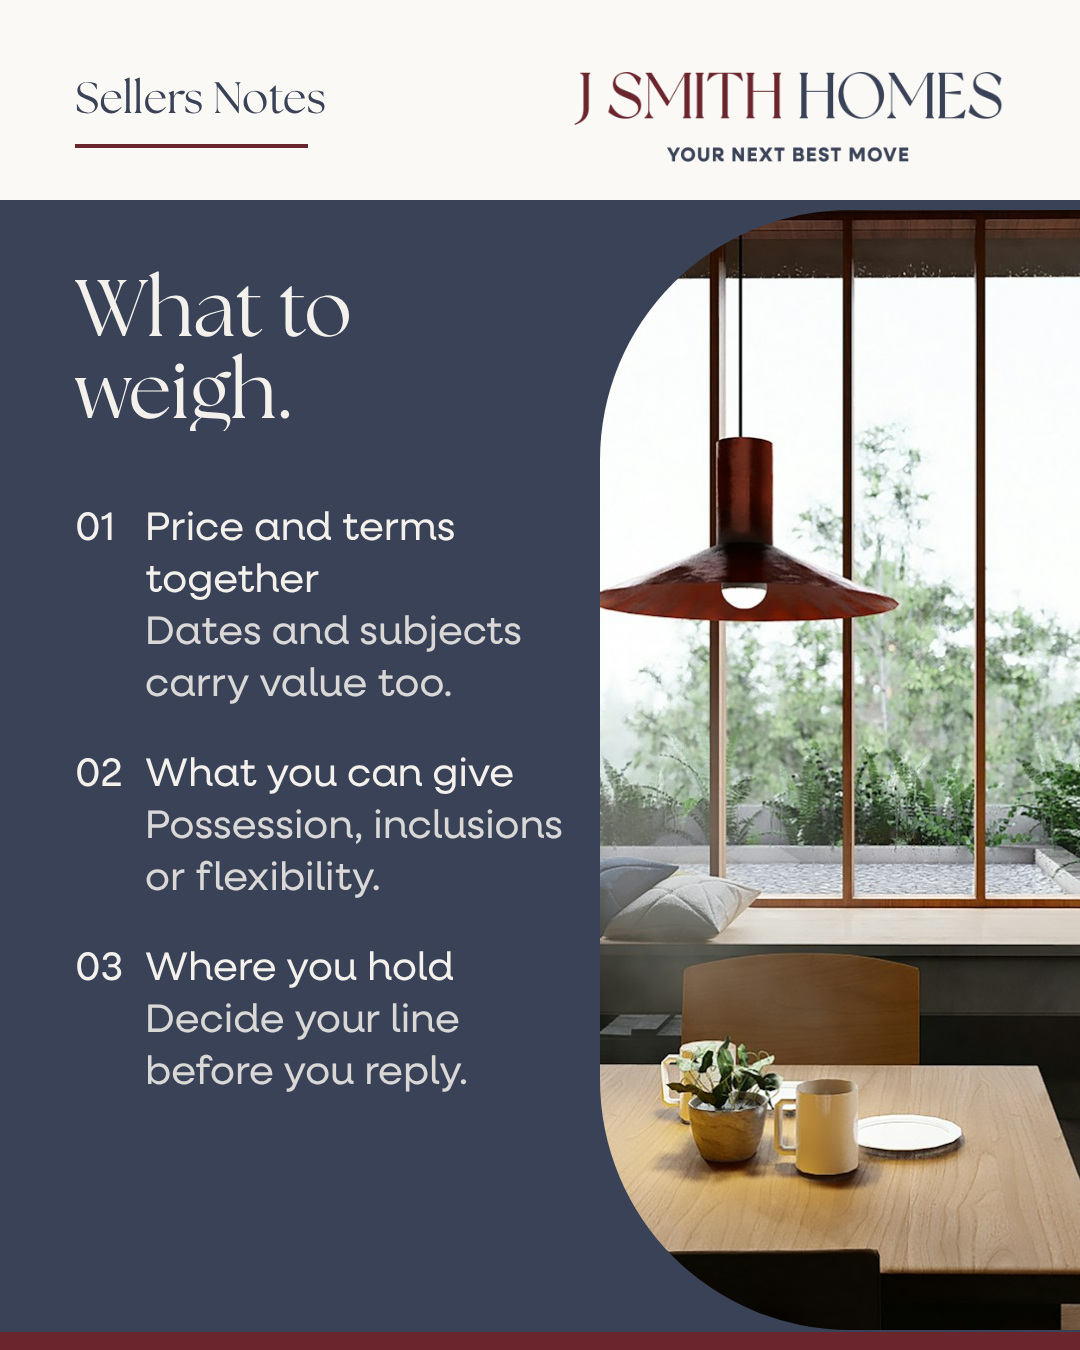 Sellers Notes
J SMITH HOMES
YOUR NEXT BEST MOVE
What to
weigh.
01 Price and terms
together
Dates and subjects
carry value too.
02 What you can give
Possession, inclusions
or flexibility.
03 Where you hold
Decide your line
before you reply.